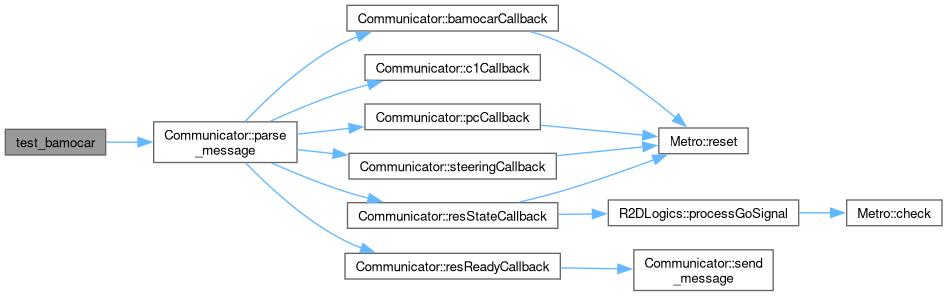 test_bamocar
Communicator::parse
_message
Communicator::bamocarCallback
Communicator::c1Callback
Communicator::pcCallback
Communicator::steeringCallback
Communicator::resStateCallback
Communicator::resReadyCallback
Metro::reset
R2DLogics::processGoSignal
Metro::check
Communicator::send
_message